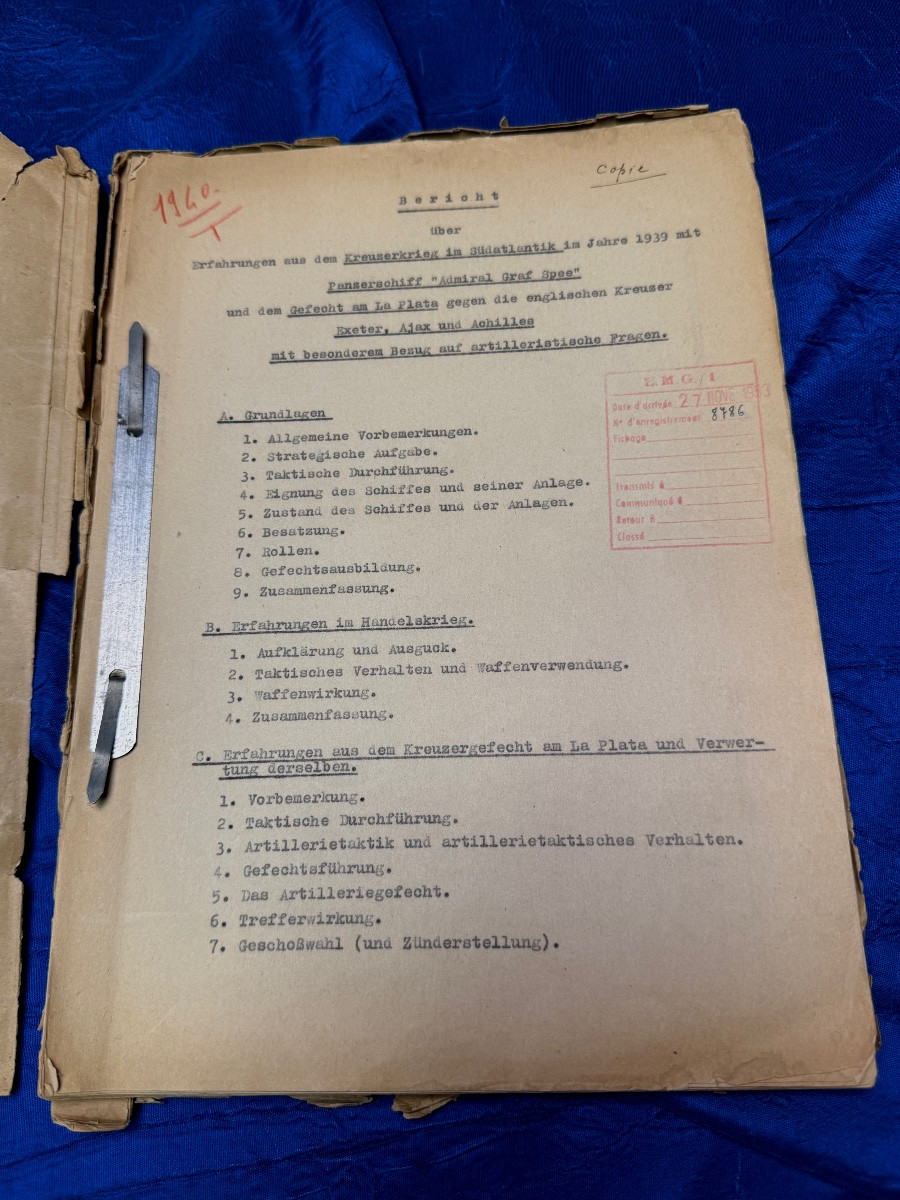 1940.
Copie
Bericht
über
Erfahrungen aus dem Kreuzerkrieg im Südatlantik im Jahre 1939 mit
Panzerschiff "Admiral Graf Spee"
und dem Gefecht am La Plata gegen die englischen Kreuzer
Exeter, Ajax und Achilles
mit besonderem Bezug auf artilleristische Fragen.
E.M.G./1
Date d'arrivée 27 NOVE 1953
N° d'enregistrement 8786
Fichage
Transmis à
Communiqué à
Retour à
Classé
A. Grundlagen
1. Allgemeine Vorbemerkungen.
2. Strategische Aufgabe.
3. Taktische Durchführung.
4. Eignung des Schiffes und seiner Anlage.
5. Zustand des Schiffes und der Anlagen.
6. Besatzung.
7. Rollen.
8. Gefechtsausbildung.
9. Zusammenfassung.
B. Erfahrungen im Handelskrieg.
1. Aufklärung und Ausguck.
2. Taktisches Verhalten und Waffenverwendung.
3. Waffenwirkung.
4. Zusammenfassung.
C. Erfahrungen aus dem Kreuzergefecht am La Plata und Verwer-
tung derselben.
1. Vorbemerkung.
2. Taktische Durchführung.
3. Artillerietaktik und artillerietaktisches Verhalten.
4. Gefechtsführung.
5. Das Artilleriegefecht.
6. Trefferwirkung.
7. Geschoßwahl (und Zünderstellung).